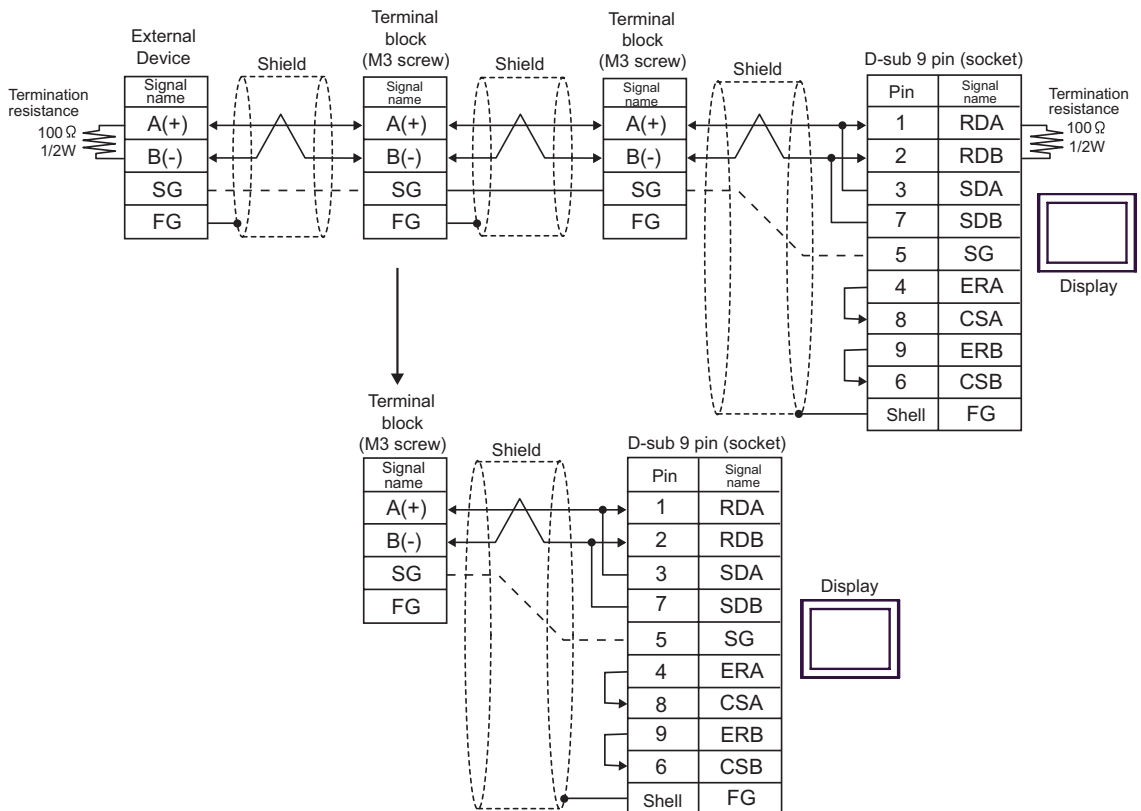 External
Device
Signal
name
A(+)
B(-)
SG
FG
Termination
resistance
100 Ω
1/2W
Shield
Terminal
block
(M3 screw)
Signal
name
A(+)
B(-)
SG
FG
Shield
Terminal
block
(M3 screw)
Signal
name
A(+)
B(-)
SG
FG
Shield
D-sub 9 pin (socket)
Pin Signal
name
1 RDA
2 RDB
3 SDA
7 SDB
5 SG
4 ERA
8 CSA
9 ERB
6 CSB
Shell FG
Termination
resistance
100 Ω
1/2W
Display
Terminal
block
(M3 screw)
Signal
name
A(+)
B(-)
SG
FG
Shield
D-sub 9 pin (socket)
Pin Signal
name
1 RDA
2 RDB
3 SDA
7 SDB
5 SG
4 ERA
8 CSA
9 ERB
6 CSB
Shell FG
Display